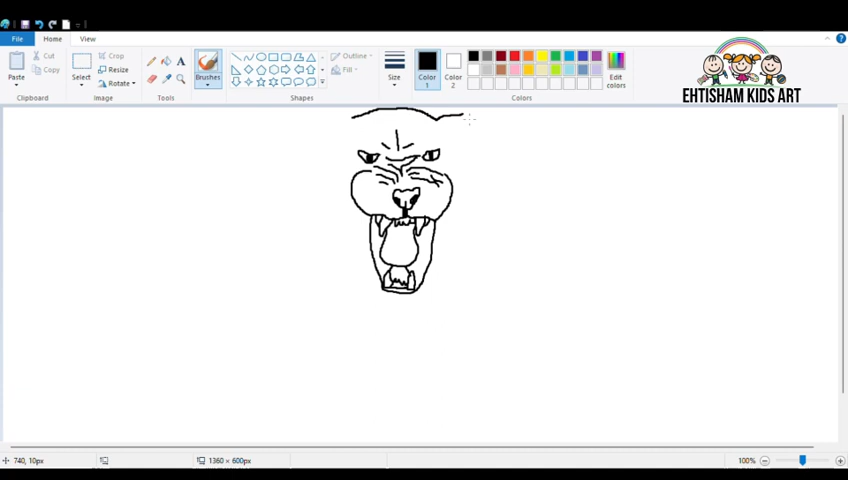 File Home View
Paste
Cut
Copy
Clipboard
Select
Crop
Resize
Rotate
Image
A
Tools
Brushes
Outline
Fill
Shapes
Size
Color 1
Color 2
Edit colors
Colors
EHTISHAM KIDS ART
740, 10px
1360 × 600px
100%